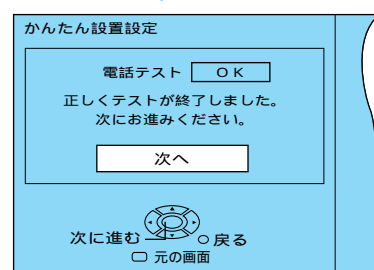 かんたん設置設定
電話テスト OK
正しくテストが終了しました。
次にお進みください。
次へ
次に進む 戻る
元の画面